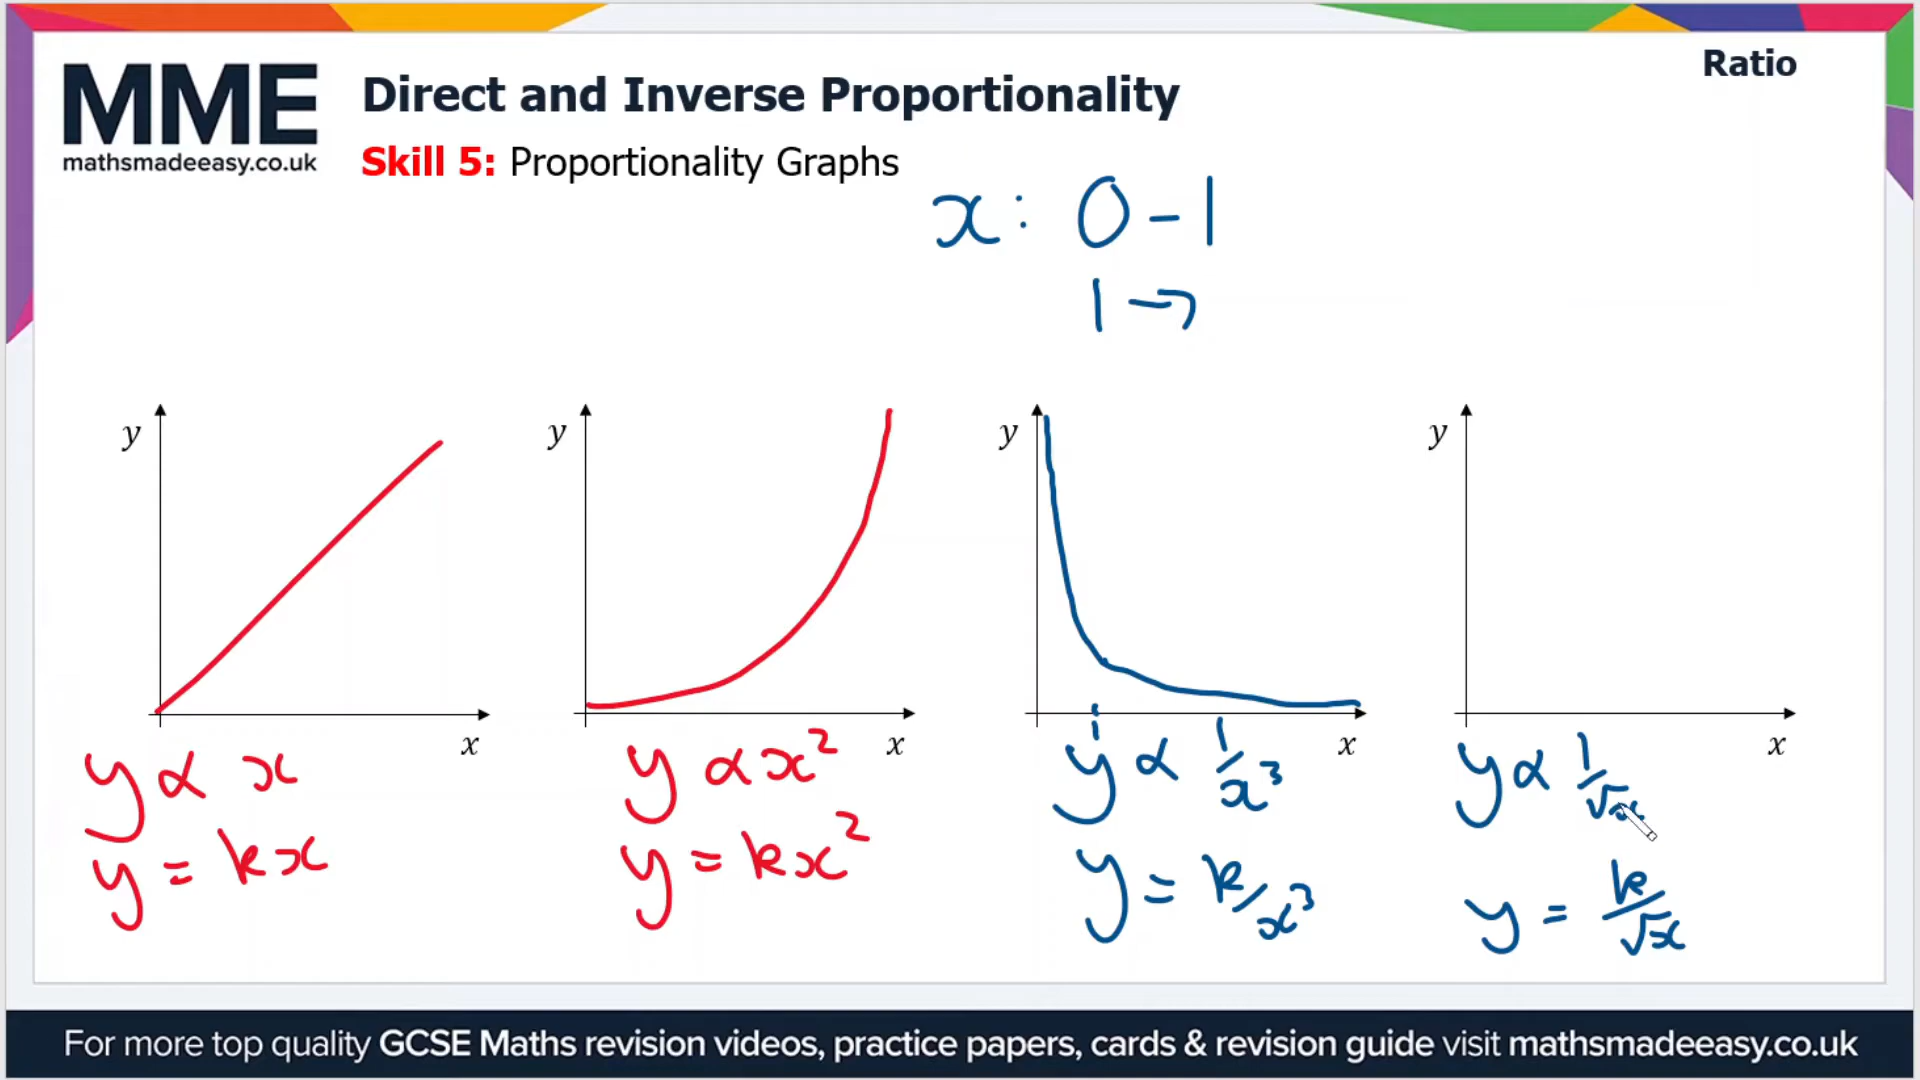 Ratio
MME
mathsmadeeasy.co.uk
Direct and Inverse Proportionality
Skill 5: Proportionality Graphs
x: 0 - 1
1 →
y
x
y
x
y
x
y
x
1
y ∝ x
y = kx
y ∝ x²
y = kx²
y ∝ 1/x³
y = k/x³
y ∝ 1/√x
y = k/√x
For more top quality GCSE Maths revision videos, practice papers, cards & revision guide visit mathsmadeeasy.co.uk